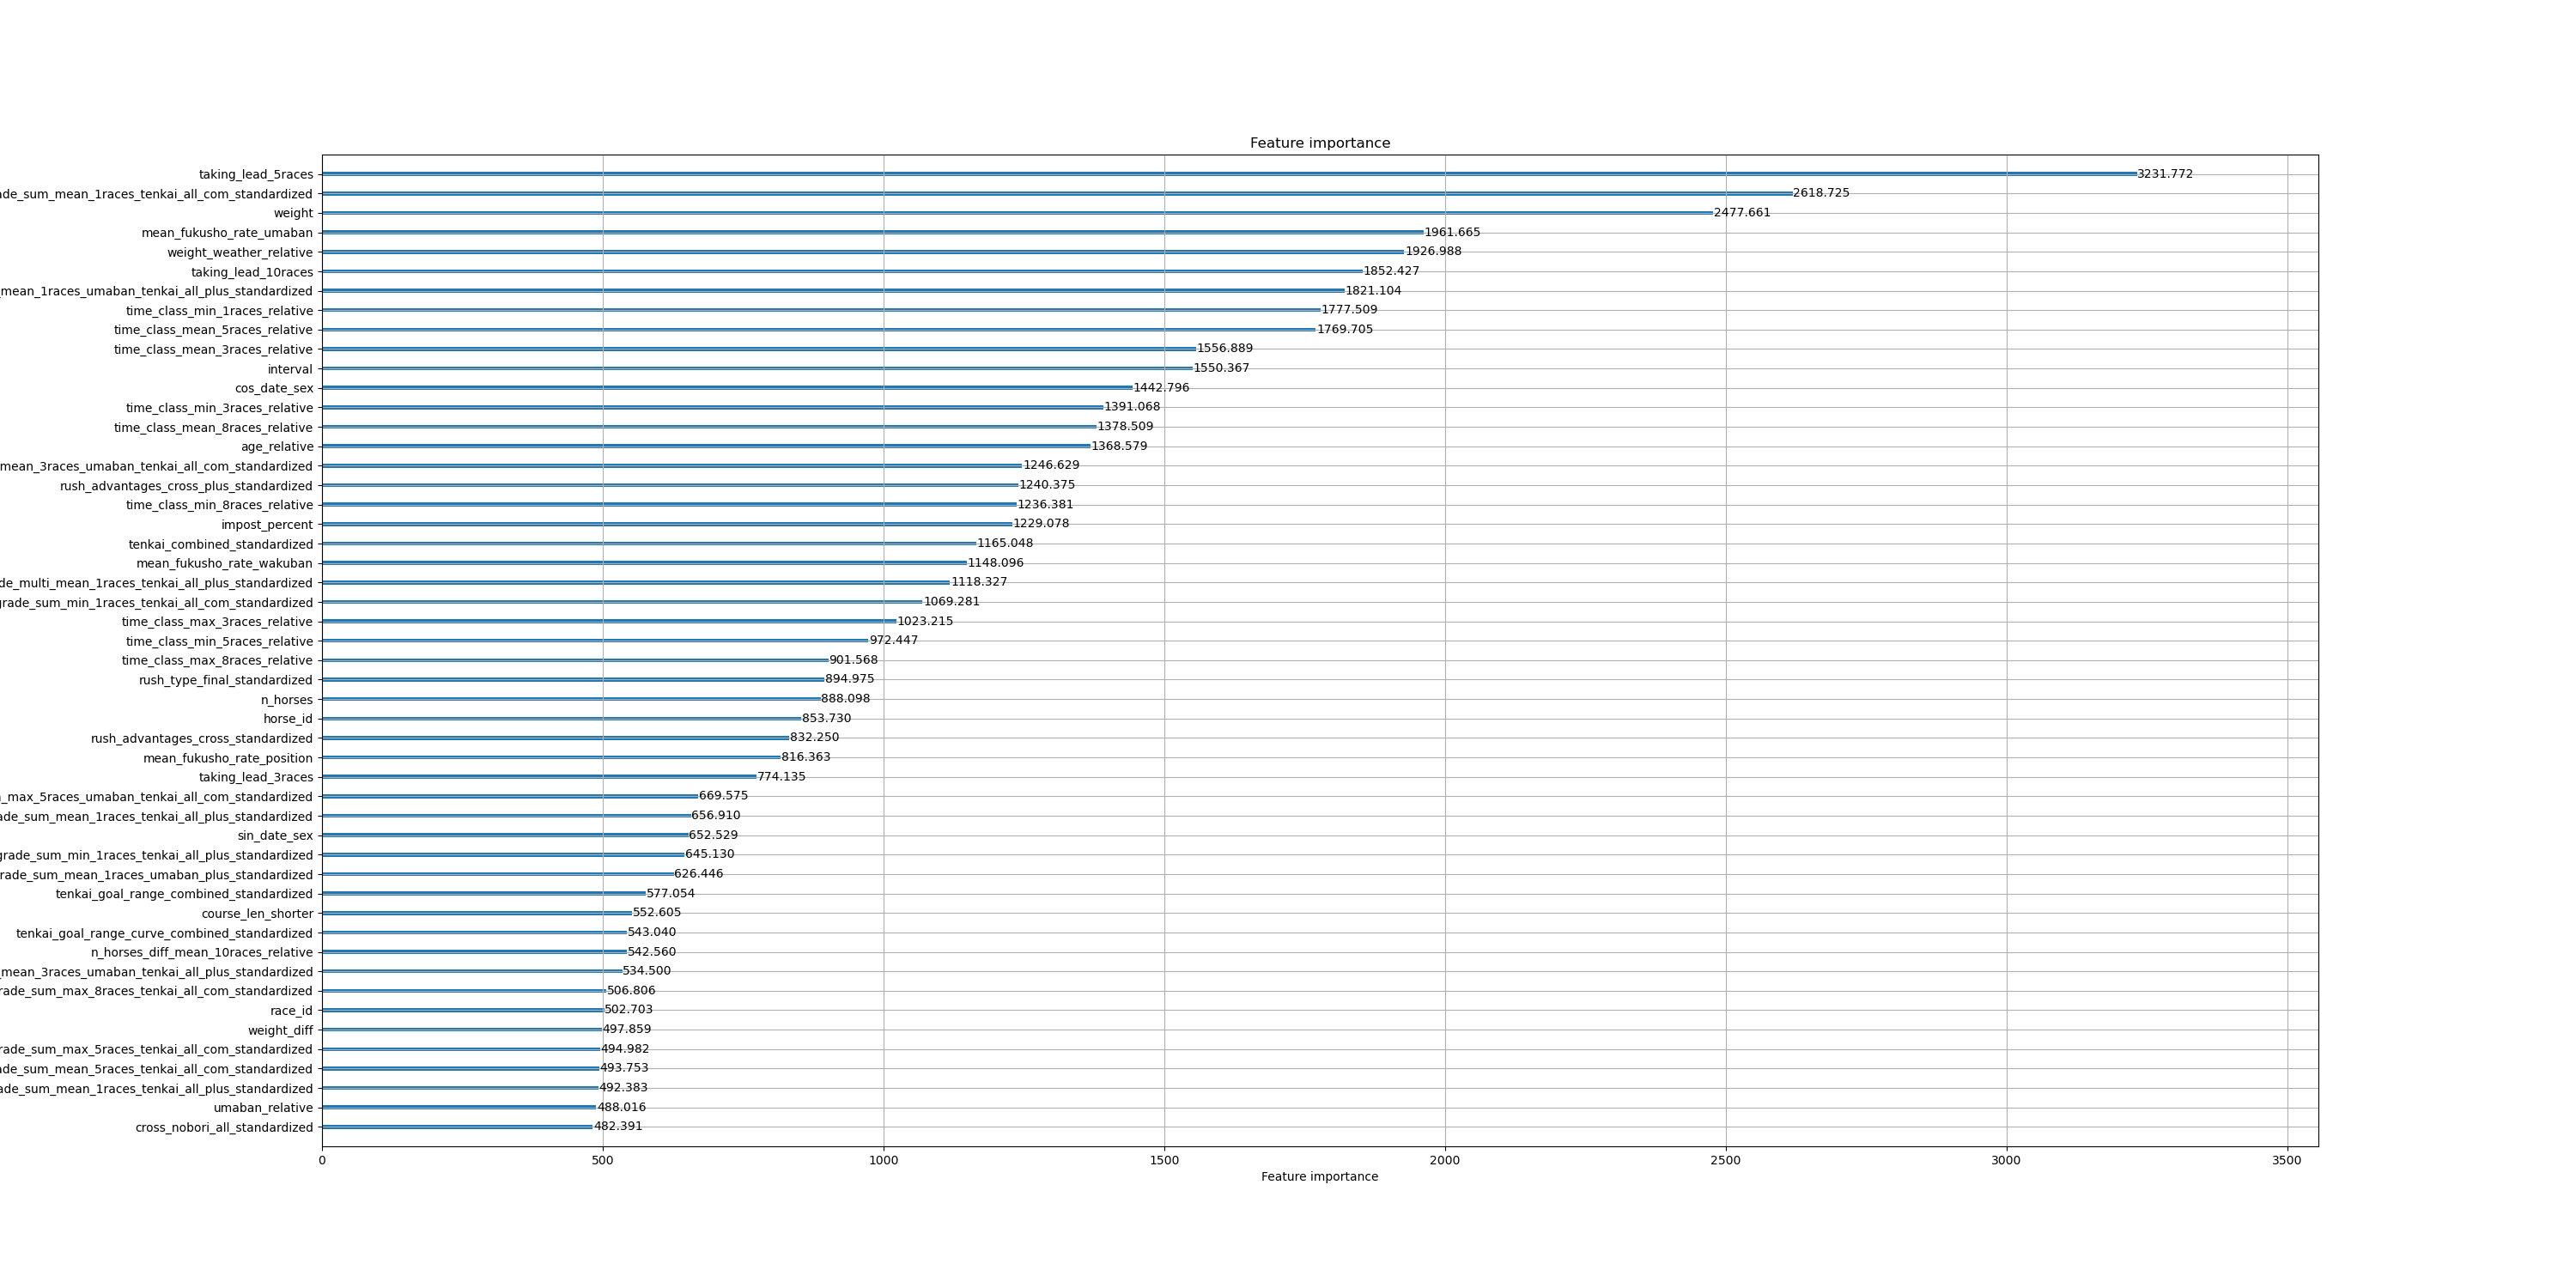 Feature importance
taking_lead_5races 3231.772
ade_sum_mean_1races_tenkai_all_com_standardized 2618.725
weight 2477.661
mean_fukusho_rate_umaban 1961.665
weight_weather_relative 1926.988
taking_lead_10races 1852.427
_mean_1races_umaban_tenkai_all_plus_standardized 1821.104
time_class_min_1races_relative 1777.509
time_class_mean_5races_relative 1769.705
time_class_mean_3races_relative 1556.889
interval 1550.367
cos_date_sex 1442.796
time_class_min_3races_relative 1391.068
time_class_mean_8races_relative 1378.509
age_relative 1368.579
mean_3races_umaban_tenkai_all_com_standardized 1246.629
rush_advantages_cross_plus_standardized 1240.375
time_class_min_8races_relative 1236.381
impost_percent 1229.078
tenkai_combined_standardized 1165.048
mean_fukusho_rate_wakuban 1148.096
de_multi_mean_1races_tenkai_all_plus_standardized 1118.327
grade_sum_min_1races_tenkai_all_com_standardized 1069.281
time_class_max_3races_relative 1023.215
time_class_min_5races_relative 972.447
time_class_max_8races_relative 901.568
rush_type_final_standardized 894.975
n_horses 888.098
horse_id 853.730
rush_advantages_cross_standardized 832.250
mean_fukusho_rate_position 816.363
taking_lead_3races 774.135
_max_5races_umaban_tenkai_all_com_standardized 669.575
ade_sum_mean_1races_tenkai_all_plus_standardized 656.910
sin_date_sex 652.529
grade_sum_min_1races_tenkai_all_plus_standardized 645.130
rade_sum_mean_1races_umaban_plus_standardized 626.446
tenkai_goal_range_combined_standardized 577.054
course_len_shorter 552.605
tenkai_goal_range_curve_combined_standardized 543.040
n_horses_diff_mean_10races_relative 542.560
_mean_3races_umaban_tenkai_all_plus_standardized 534.500
rade_sum_max_8races_tenkai_all_com_standardized 506.806
race_id 502.703
weight_diff 497.859
rade_sum_max_5races_tenkai_all_com_standardized 494.982
ade_sum_mean_5races_tenkai_all_com_standardized 493.753
ade_sum_mean_1races_tenkai_all_plus_standardized 492.383
umaban_relative 488.016
cross_nobori_all_standardized 482.391
0 500 1000 1500 2000 2500 3000 3500
Feature importance